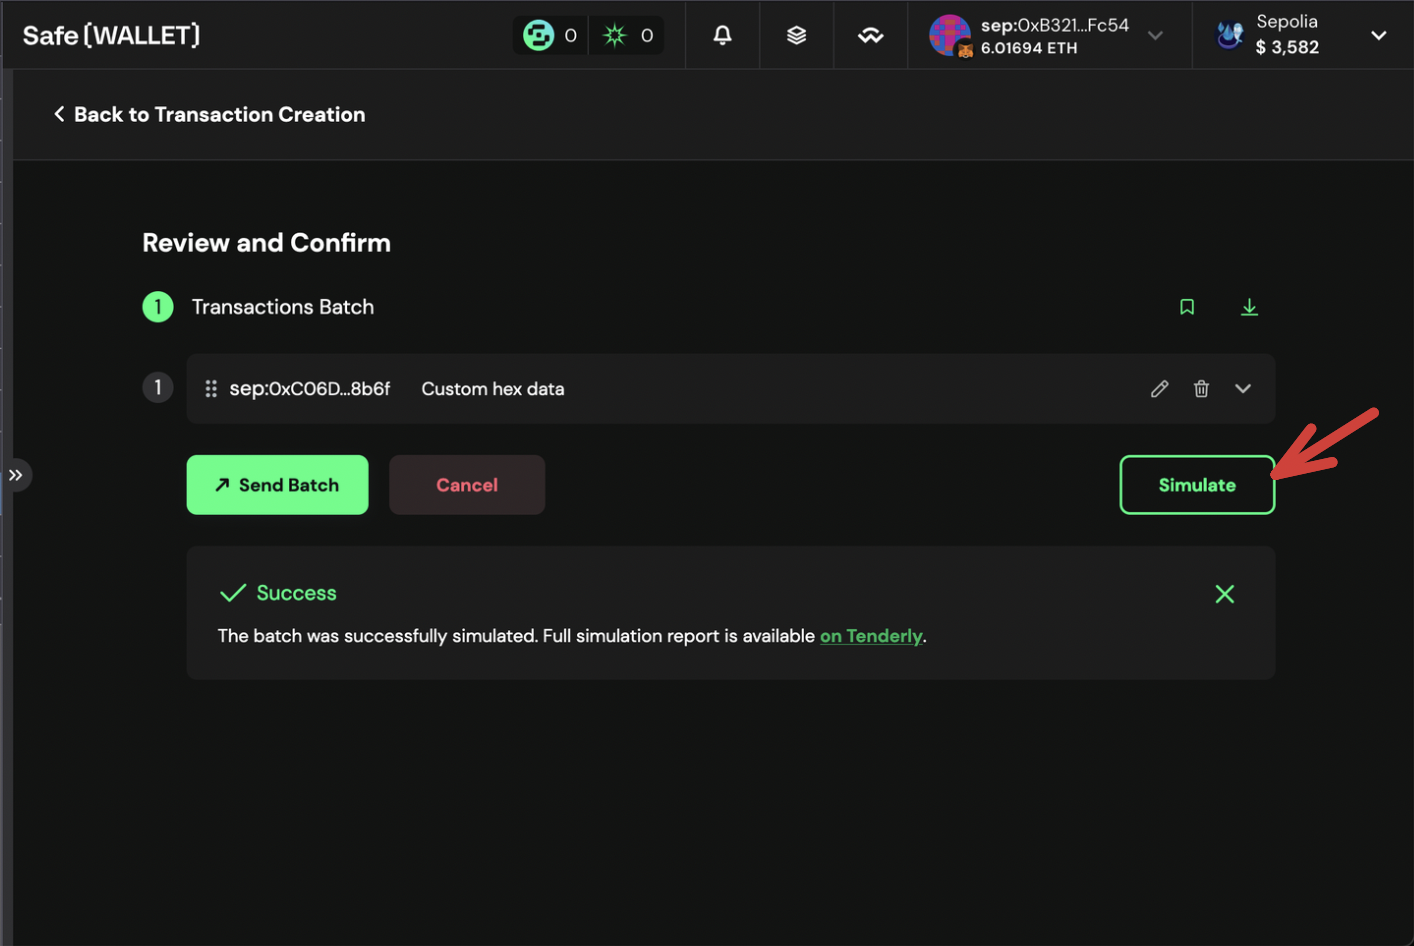 Safe{WALLET}
0
0
sep:0xB321...Fc54
6.01694 ETH
Sepolia
$ 3,582
Back to Transaction Creation
Review and Confirm
1 Transactions Batch
1 sep:0xC06D...8b6f Custom hex data
Send Batch
Cancel
Simulate
Success
The batch was successfully simulated. Full simulation report is available on Tenderly.